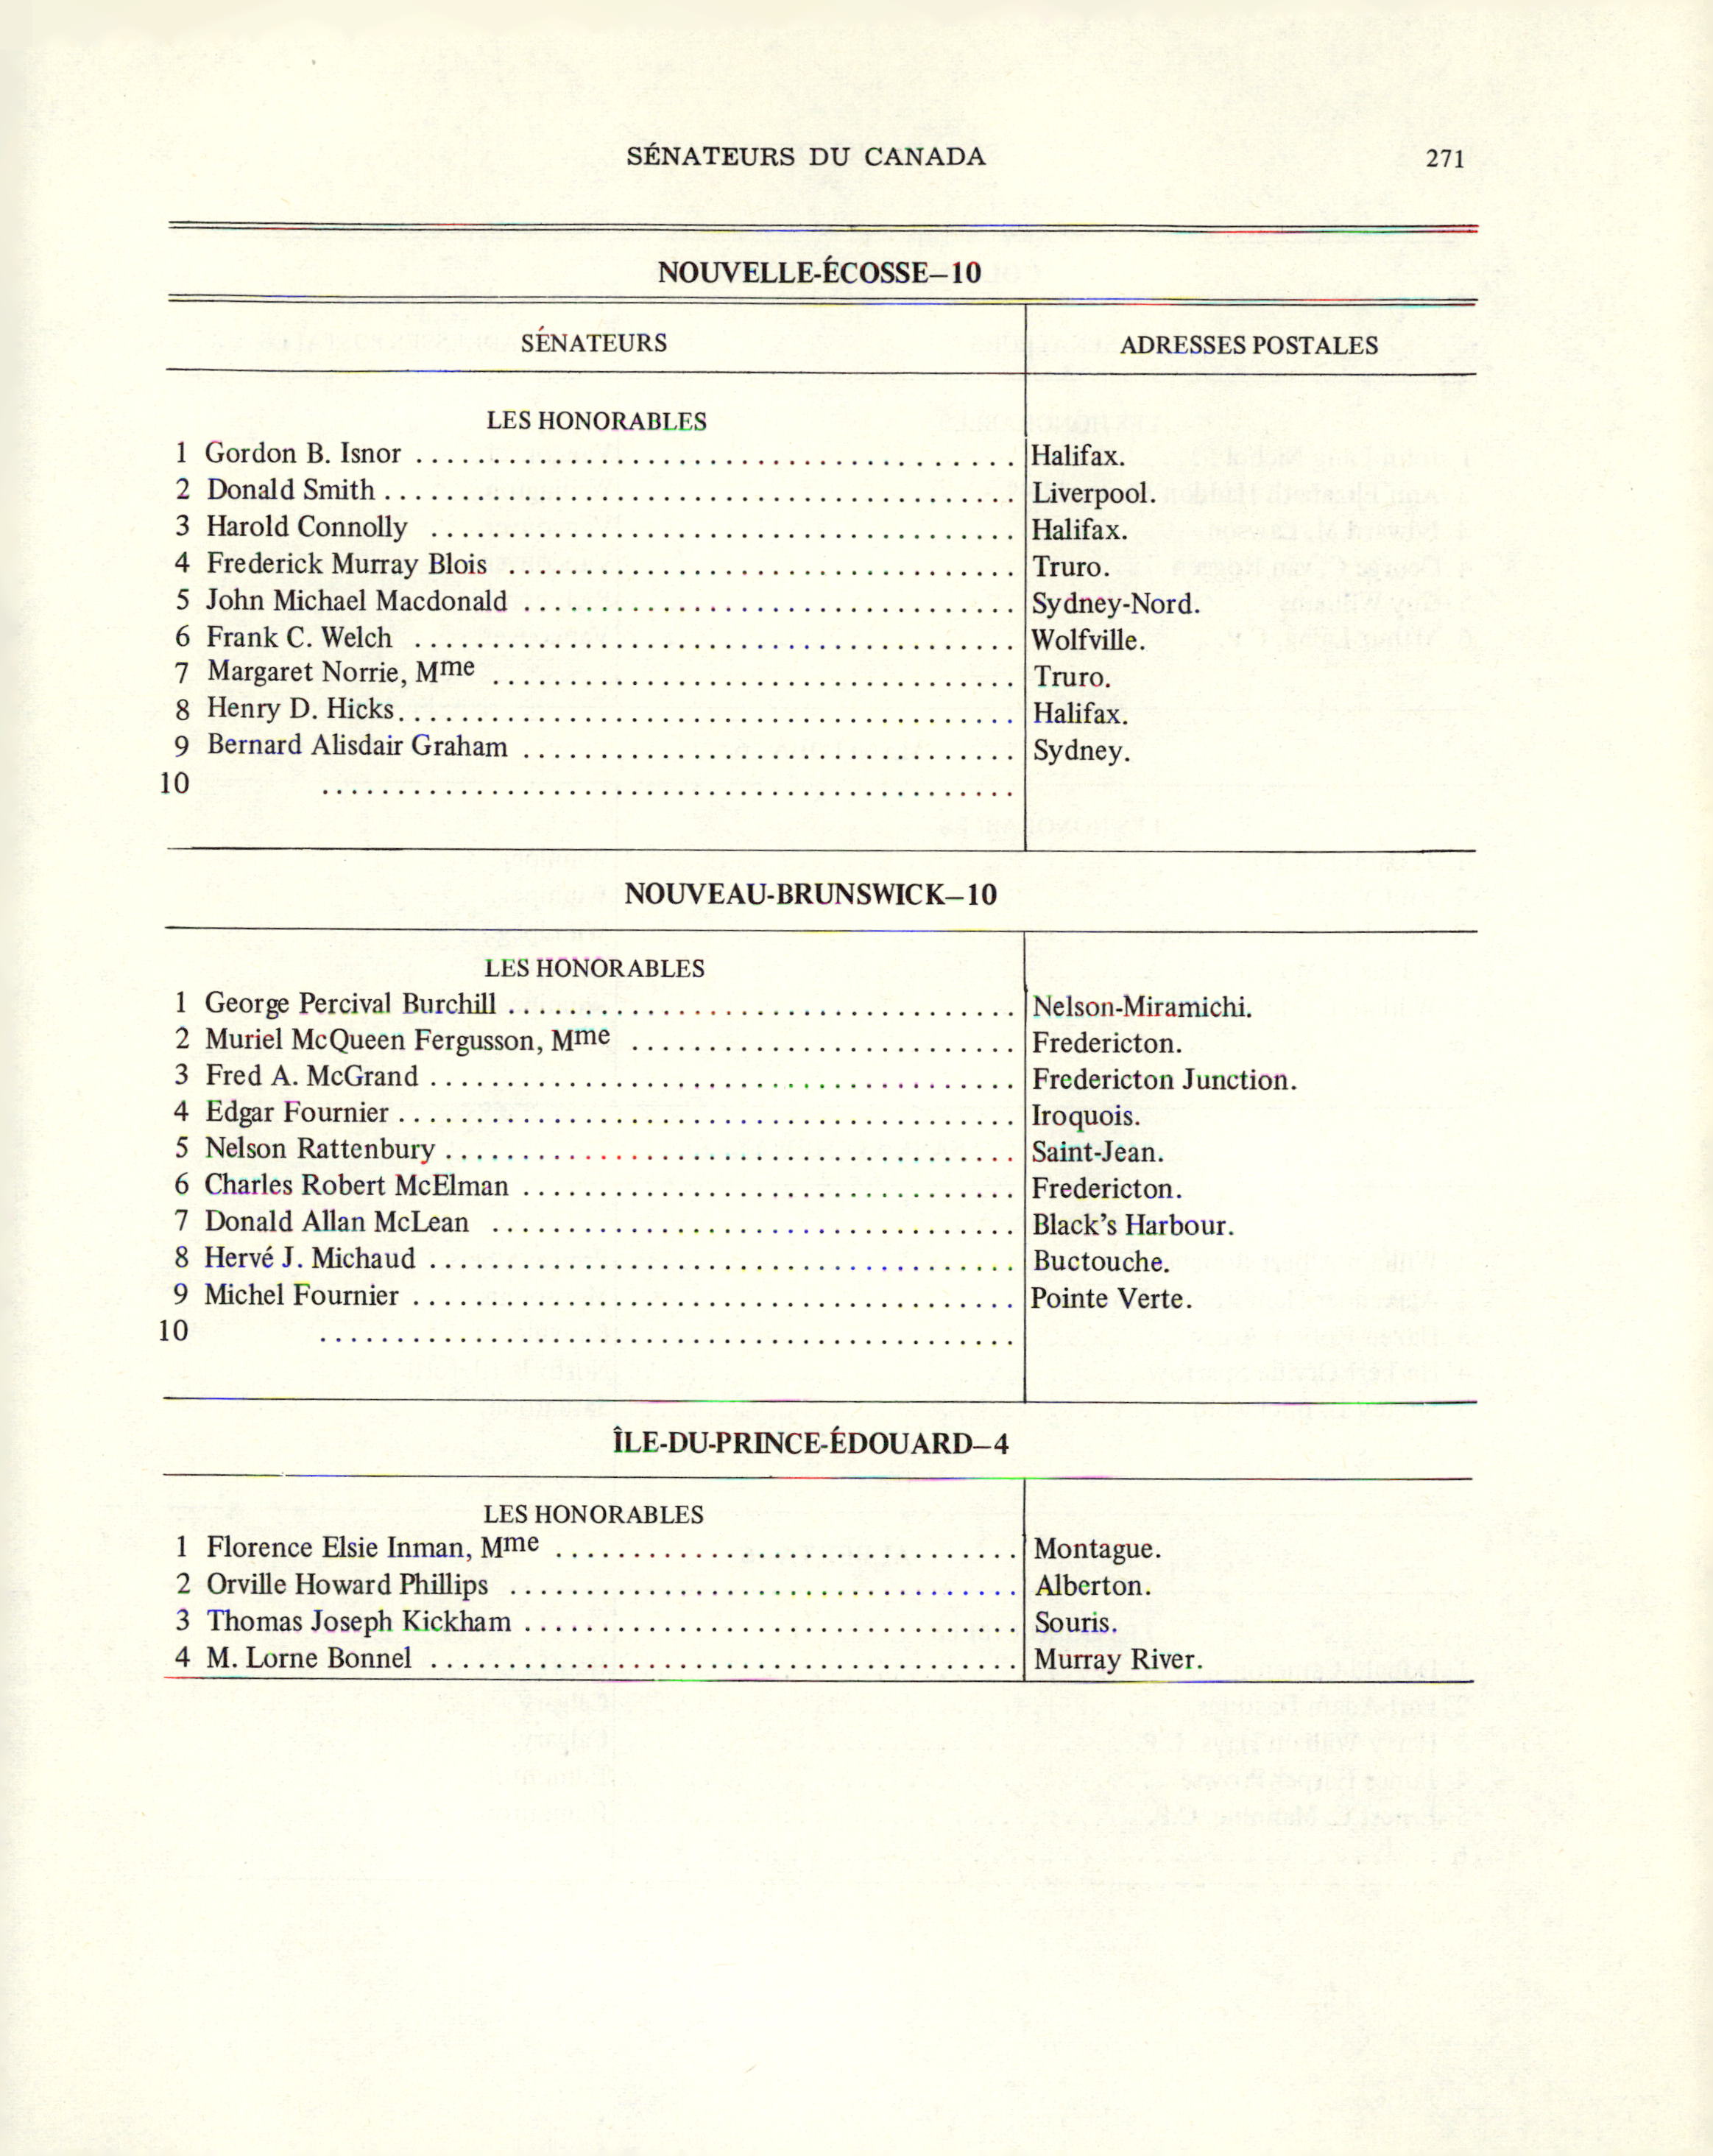 SÉNATEURS DU CANADA 271
NOUVELLE-ÉCOSSE—10
SÉNATEURS ADRESSES POSTALES
LES HONORABLES
1 Gordon B. Isnor ........................................ Halifax.
2 Donald Smith ........................................ Liverpool.
3 Harold Connolly ........................................ Halifax.
4 Frederick Murray Blois ........................................ Truro.
5 John Michael Macdonald ........................................ Sydney-Nord.
6 Frank C. Welch ........................................ Wolfville.
7 Margaret Norrie, Mme ........................................ Truro.
8 Henry D. Hicks ........................................ Halifax.
9 Bernard Alisdair Graham ........................................ Sydney.
10 ........................................
NOUVEAU-BRUNSWICK—10
LES HONORABLES
1 George Percival Burchill ........................................ Nelson-Miramichi.
2 Muriel McQueen Fergusson, Mme ........................................ Fredericton.
3 Fred A. McGrand ........................................ Fredericton Junction.
4 Edgar Fournier ........................................ Iroquois.
5 Nelson Rattenbury ........................................ Saint-Jean.
6 Charles Robert McElman ........................................ Fredericton.
7 Donald Allan McLean ........................................ Black's Harbour.
8 Hervé J. Michaud ........................................ Buctouche.
9 Michel Fournier ........................................ Pointe Verte.
10 ........................................
ÎLE-DU-PRINCE-ÉDOUARD—4
LES HONORABLES
1 Florence Elsie Inman, Mme ........................................ Montague.
2 Orville Howard Phillips ........................................ Alberton.
3 Thomas Joseph Kickham ........................................ Souris.
4 M. Lorne Bonnel ........................................ Murray River.